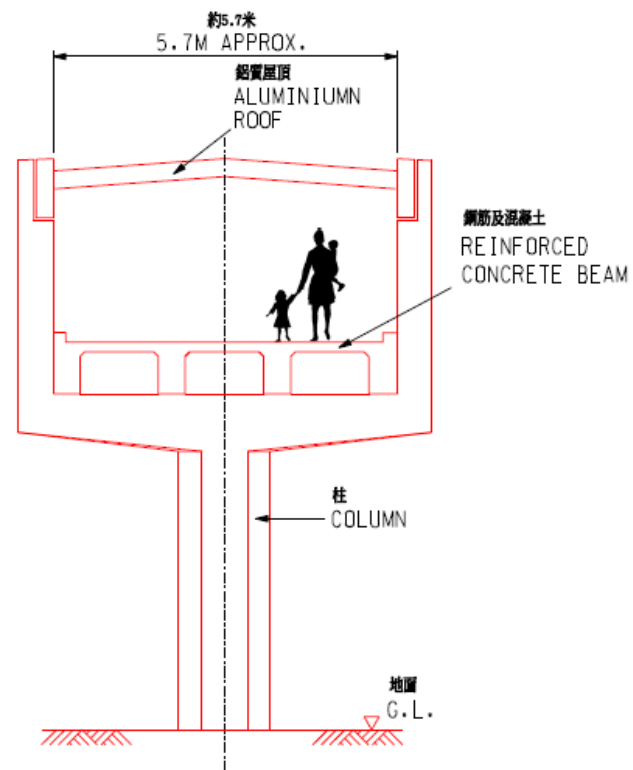 約5.7米
5.7M APPROX.
鋁質屋頂
ALUMINIUMN
ROOF
鋼筋及混凝土
REINFORCED
CONCRETE BEAM
柱
COLUMN
地面
G.L.